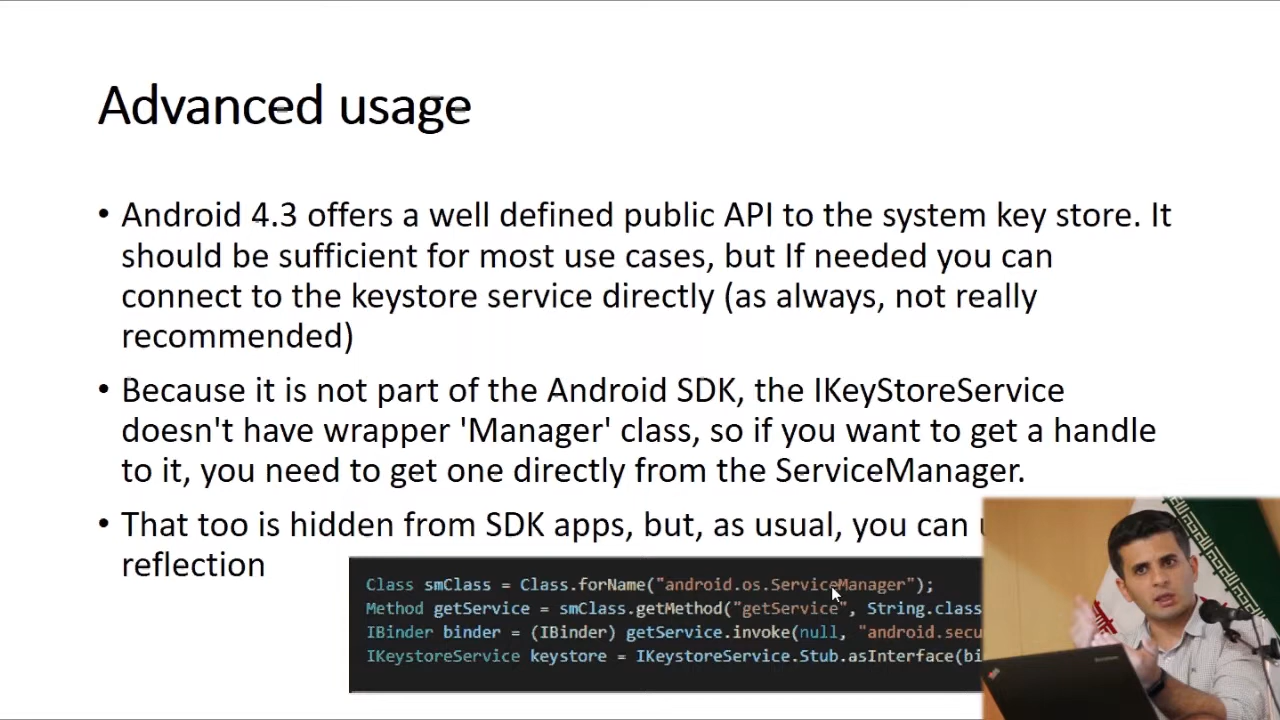 Advanced usage
• Android 4.3 offers a well defined public API to the system key store. It
should be sufficient for most use cases, but If needed you can
connect to the keystore service directly (as always, not really
recommended)
• Because it is not part of the Android SDK, the IKeyStoreService
doesn't have wrapper 'Manager' class, so if you want to get a handle
to it, you need to get one directly from the ServiceManager.
• That too is hidden from SDK apps, but, as usual, you can
reflection
Class smClass = Class.forName("android.os.ServiceManager");
Method getService = smClass.getMethod("getService", String.class
IBinder binder = (IBinder) getService.invoke(null, "android.secu
IKeystoreService keystore = IKeystoreService.Stub.asInterface(bi